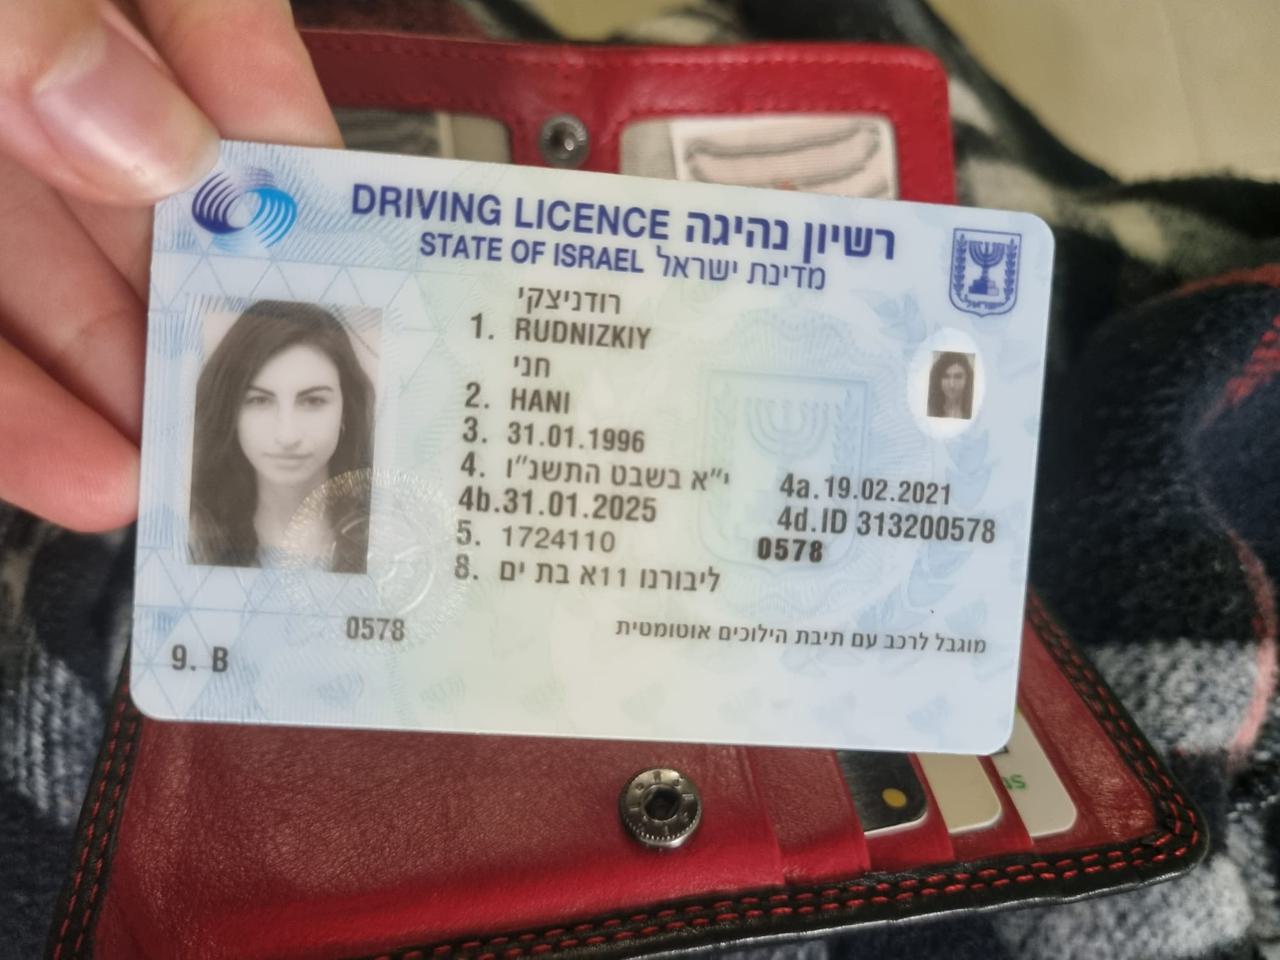 DRIVING LICENCE רשיון נהיגה
STATE OF ISRAEL מדינת ישראל
רודניצקי
1. RUDNIZKIY
חני
2. HANI
3. 31.01.1996
4. י"א בשבט התשנ"ו
4a. 19.02.2021
4b. 31.01.2025
4d. ID 313200578
5. 1724110
0578
8. ליבורנו 11א בת ים
0578
מוגבל לרכב עם תיבת הילוכים אוטומטית
9. B